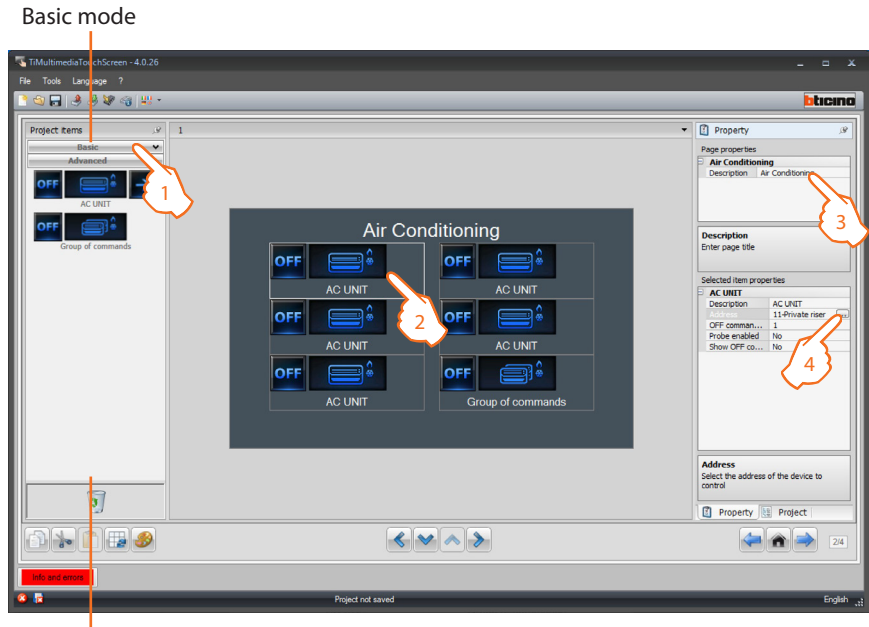 Basic mode
TiMultimediaTouchScreen - 4.0.26
File Tools Language ?
bticino
Project items
Basic
Advanced
OFF
AC UNIT
OFF
Group of commands
1
1
Air Conditioning
OFF
AC UNIT
OFF
AC UNIT
OFF
AC UNIT
OFF
AC UNIT
OFF
AC UNIT
OFF
Group of commands
2
Property
Page properties
Air Conditioning
Description Air Conditioning
3
Description
Enter page title
Selected item properties
AC UNIT
Description AC UNIT
Address 11-Private riser ...
OFF comman... 1
Probe enabled No
Show OFF co... No
4
Address
Select the address of the device to
control
Property Project
2/4
Info and errors
Project not saved
English